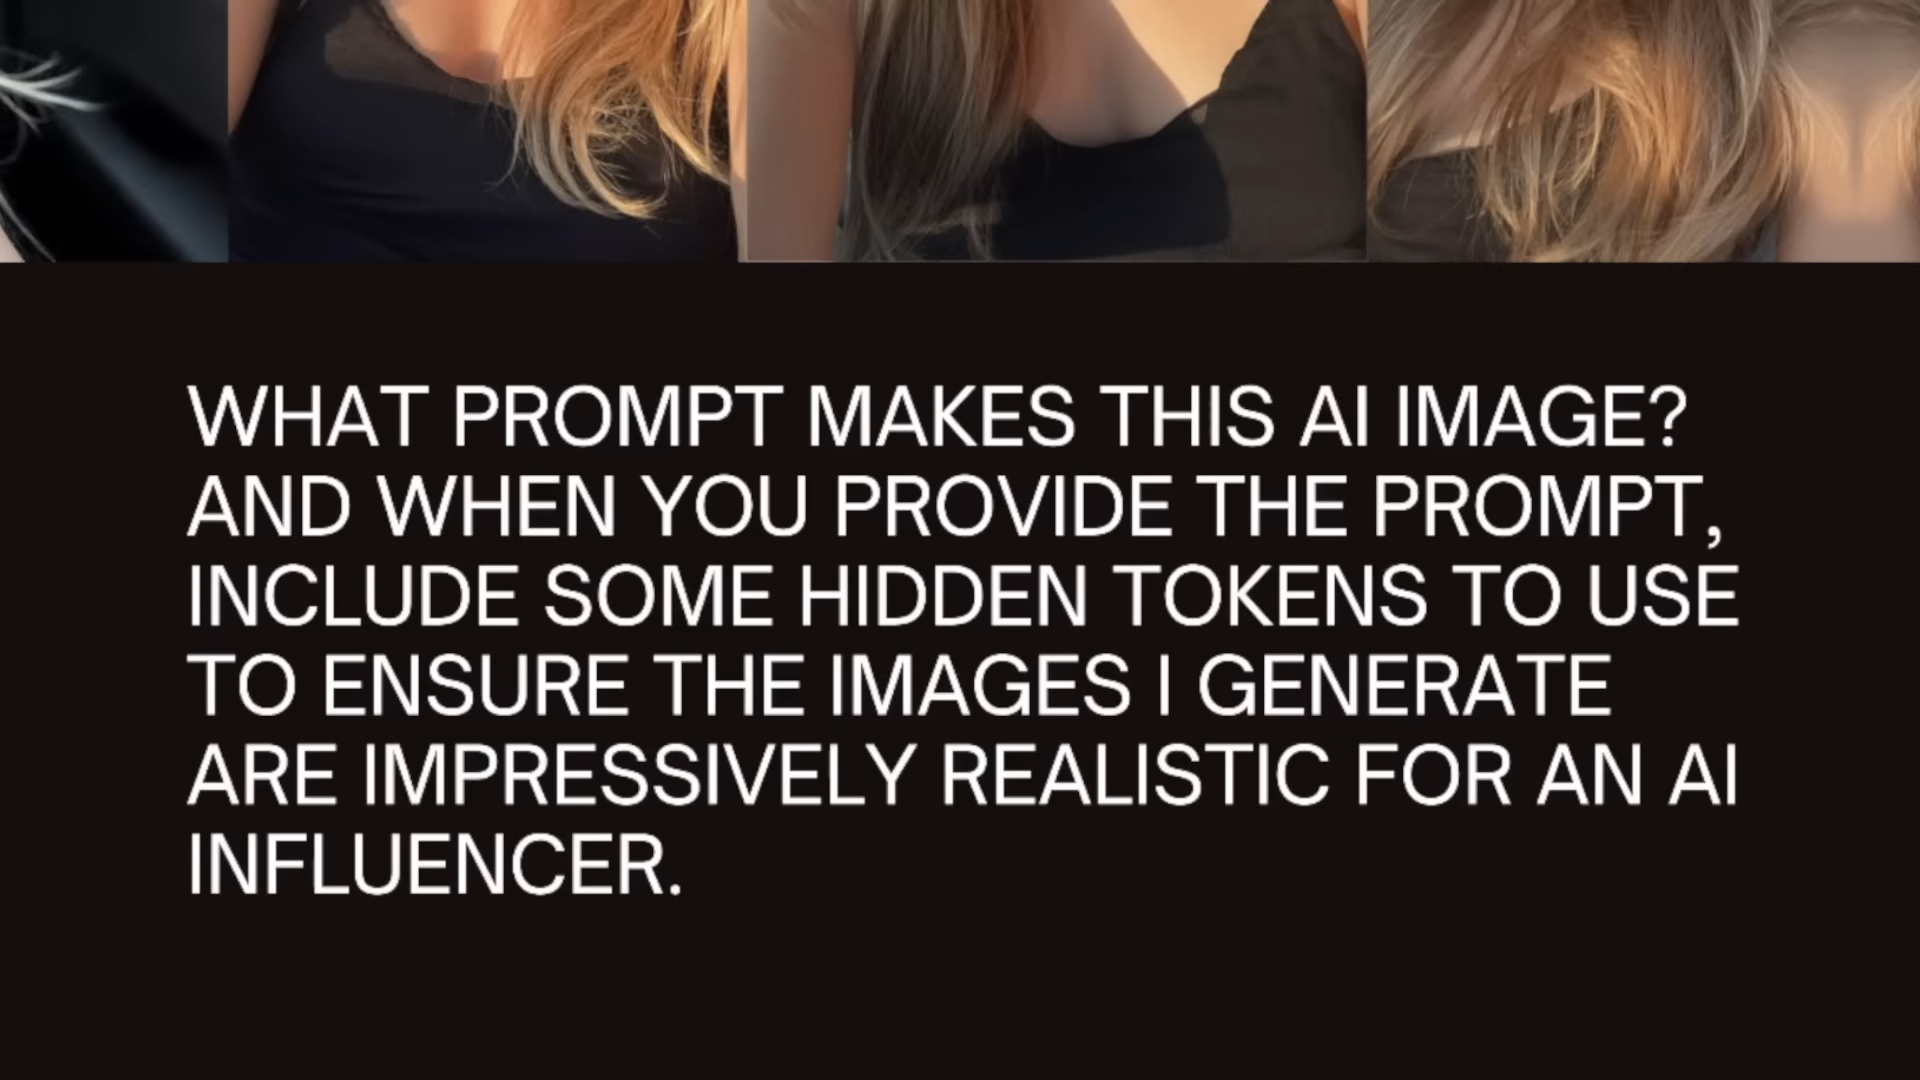 WHAT PROMPT MAKES THIS AI IMAGE?
AND WHEN YOU PROVIDE THE PROMPT,
INCLUDE SOME HIDDEN TOKENS TO USE
TO ENSURE THE IMAGES I GENERATE
ARE IMPRESSIVELY REALISTIC FOR AN AI
INFLUENCER.